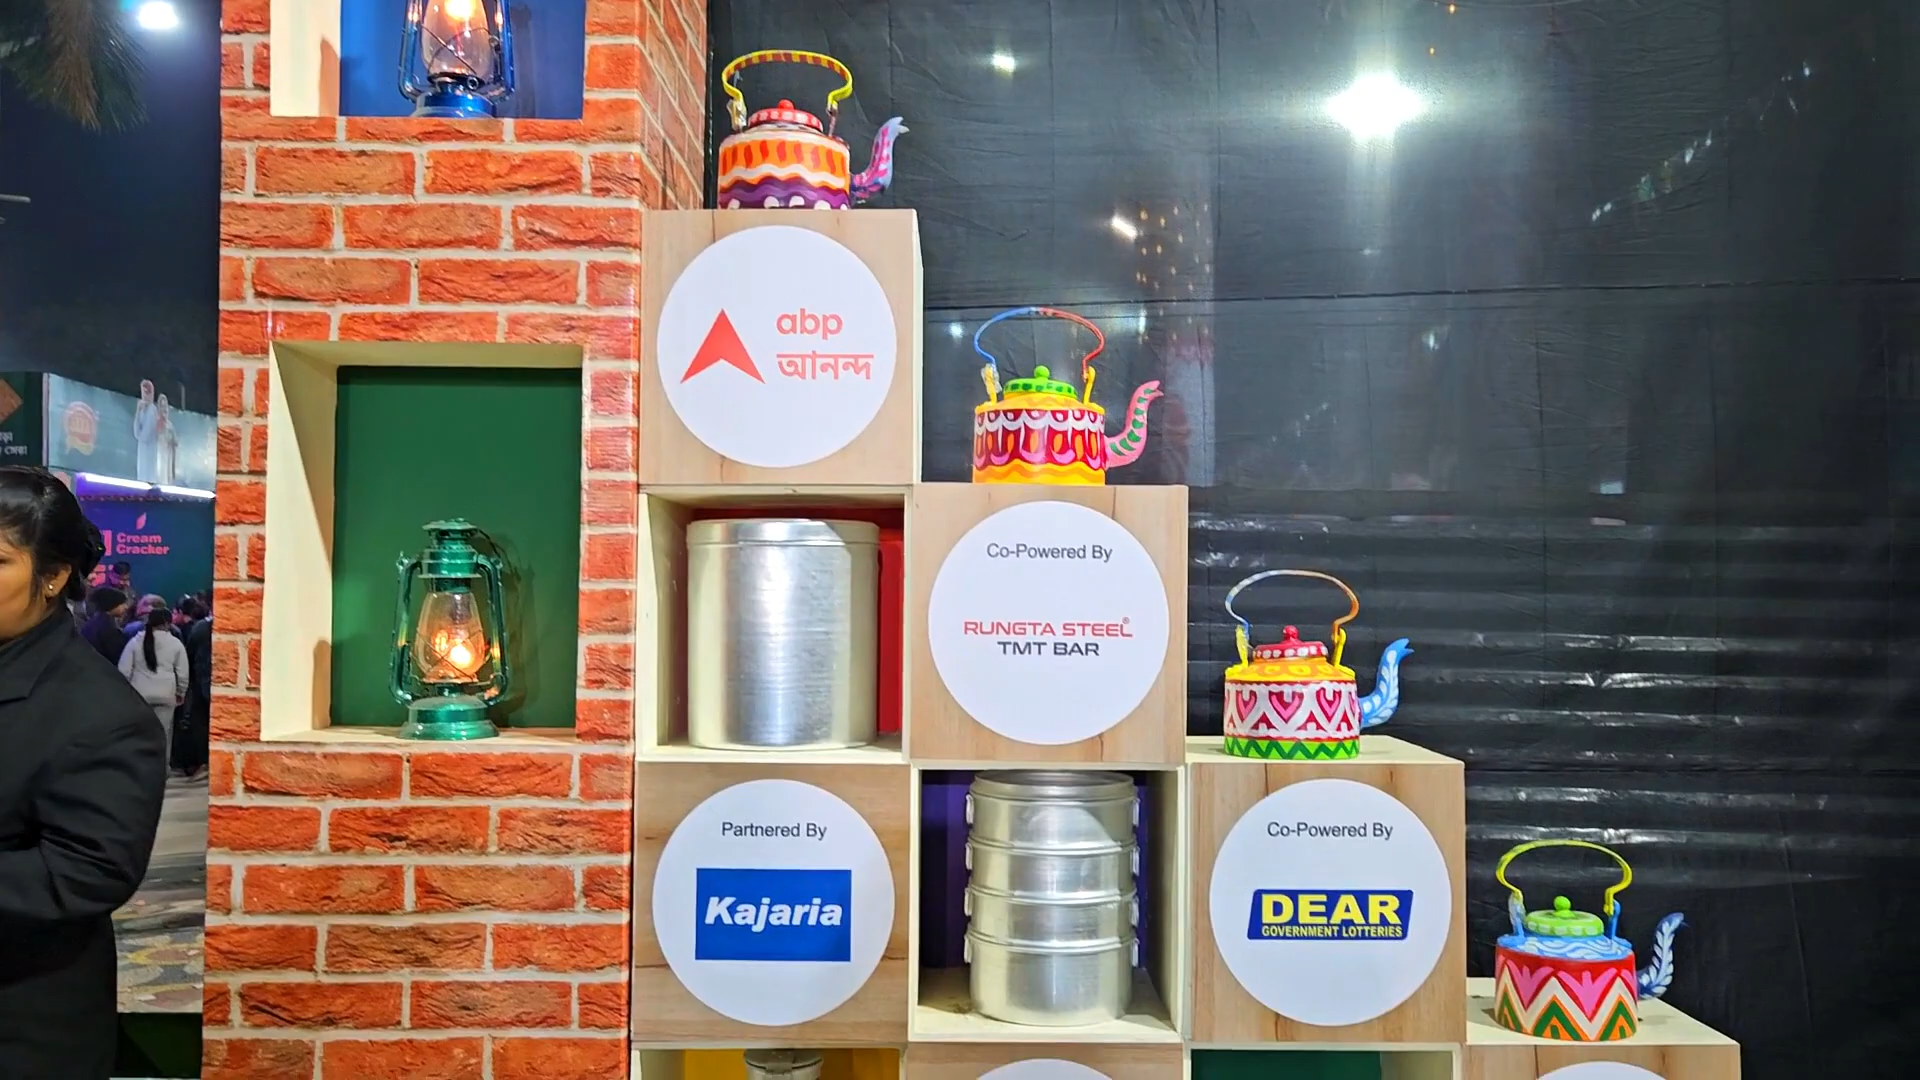 abp
আনন্দ
Co-Powered By
RUNGTA STEEL®
TMT BAR
Partnered By
Kajaria
Co-Powered By
DEAR
GOVERNMENT LOTTERIES
Cream
Cracker